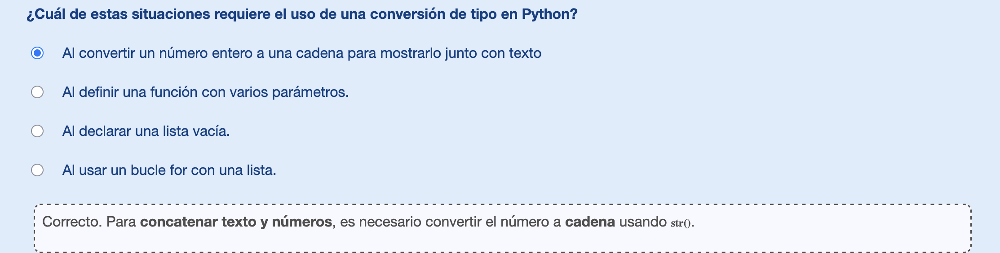 ¿Cuál de estas situaciones requiere el uso de una conversión de tipo en Python?
Al convertir un número entero a una cadena para mostrarlo junto con texto
Al definir una función con varios parámetros.
Al declarar una lista vacía.
Al usar un bucle for con una lista.
Correcto. Para concatenar texto y números, es necesario convertir el número a cadena usando str().